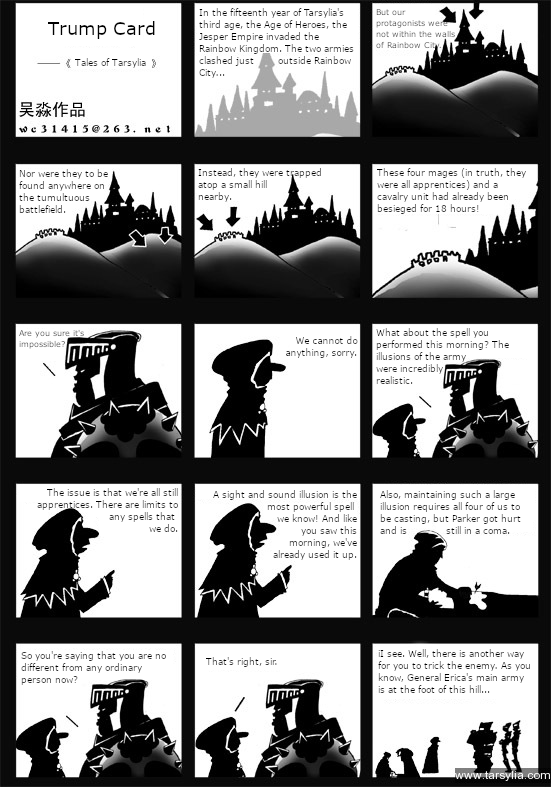 Trump Card
—— 《 Tales of Tarsylia 》
吴淼作品
wc31415@263. net
In the fifteenth year of Tarsylia's
third age, the Age of Heroes, the
Jesper Empire invaded the
Rainbow Kingdom. The two armies
clashed just outside Rainbow
City...
But our
protagonists were
not within the walls
of Rainbow City.
Nor were they to be
found anywhere on
the tumultuous
battlefield.
Instead, they were trapped
atop a small hill
nearby.
These four mages (in truth, they
were all apprentices) and a
cavalry unit had already been
besieged for 18 hours!
Are you sure it's
impossible?
We cannot do
anything, sorry.
What about the spell you
performed this morning? The
illusions of the army
were incredibly
realistic.
The issue is that we're all still
apprentices. There are limits to
any spells that
we do.
A sight and sound illusion is the
most powerful spell
we know! And like
you saw this
morning, we've
already used it up.
Also, maintaining such a large
illusion requires all four of us to
be casting, but Parker got hurt
and is still in a coma.
So you're saying that you are no
different from any ordinary
person now?
That's right, sir.
iI see. Well, there is another way
for you to trick the enemy. As you
know, General Erica's main army
is at the foot of this hill...
www.tarsylia.com